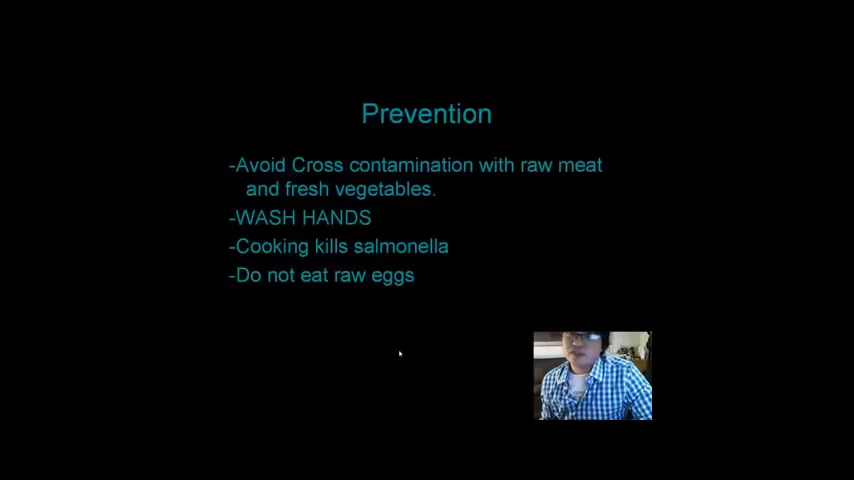 Prevention
-Avoid Cross contamination with raw meat
and fresh vegetables.
-WASH HANDS
-Cooking kills salmonella
-Do not eat raw eggs